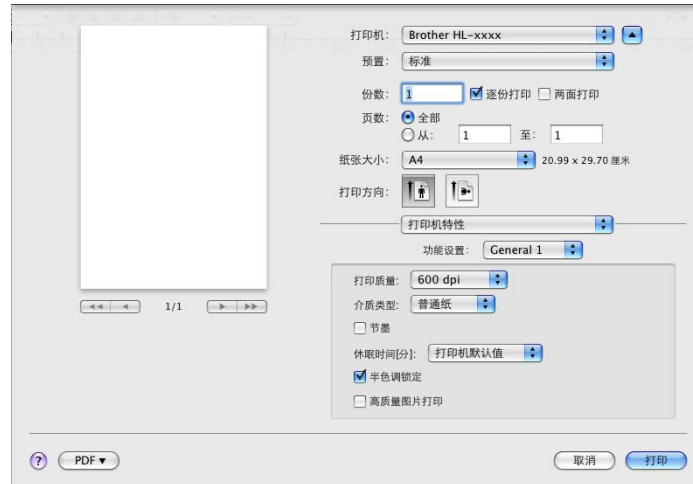 打印机: Brother HL-xxxx
预置: 标准
份数: 1 逐份打印 两面打印
页数: 全部
从: 1 至: 1
纸张大小: A4 20.99 x 29.70 厘米
打印方向:
打印机特性
功能设置: General 1
打印质量: 600 dpi
介质类型: 普通纸
1/1
节墨
休眠时间[分]: 打印机默认值
半色调锁定
高质量图片打印
? PDF▼ 取消 打印